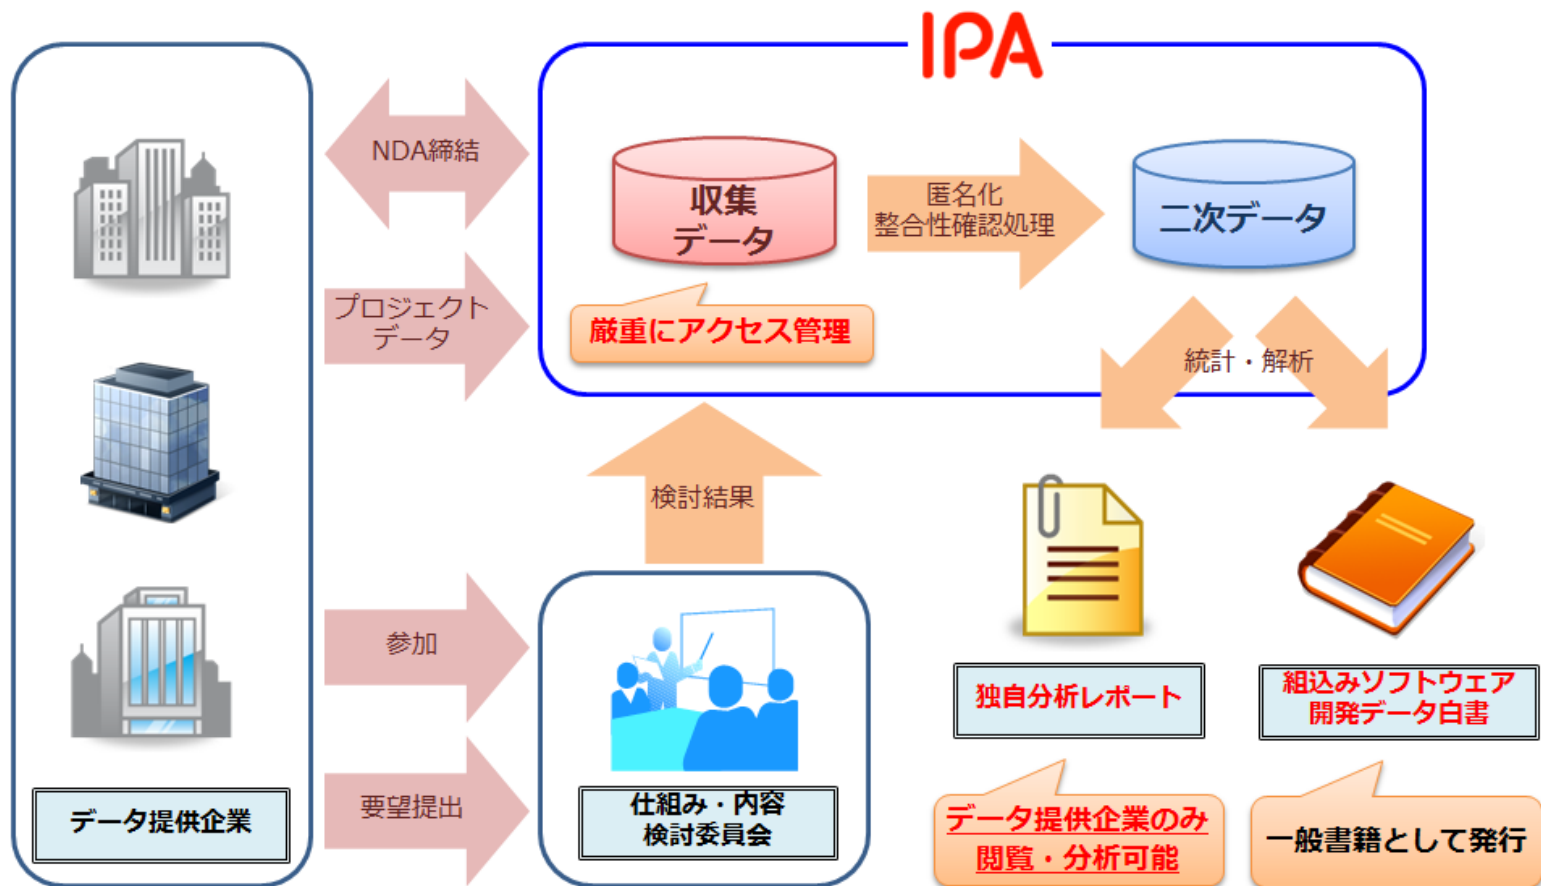 IPA
NDA締結
収集
データ
匿名化
整合性確認処理
二次データ
プロジェクト
データ
厳重にアクセス管理
統計・解析
検討結果
参加
独自分析レポート
組込みソフトウェア
開発データ白書
要望提出
データ提供企業
仕組み・内容
検討委員会
データ提供企業のみ
閲覧・分析可能
一般書籍として発行